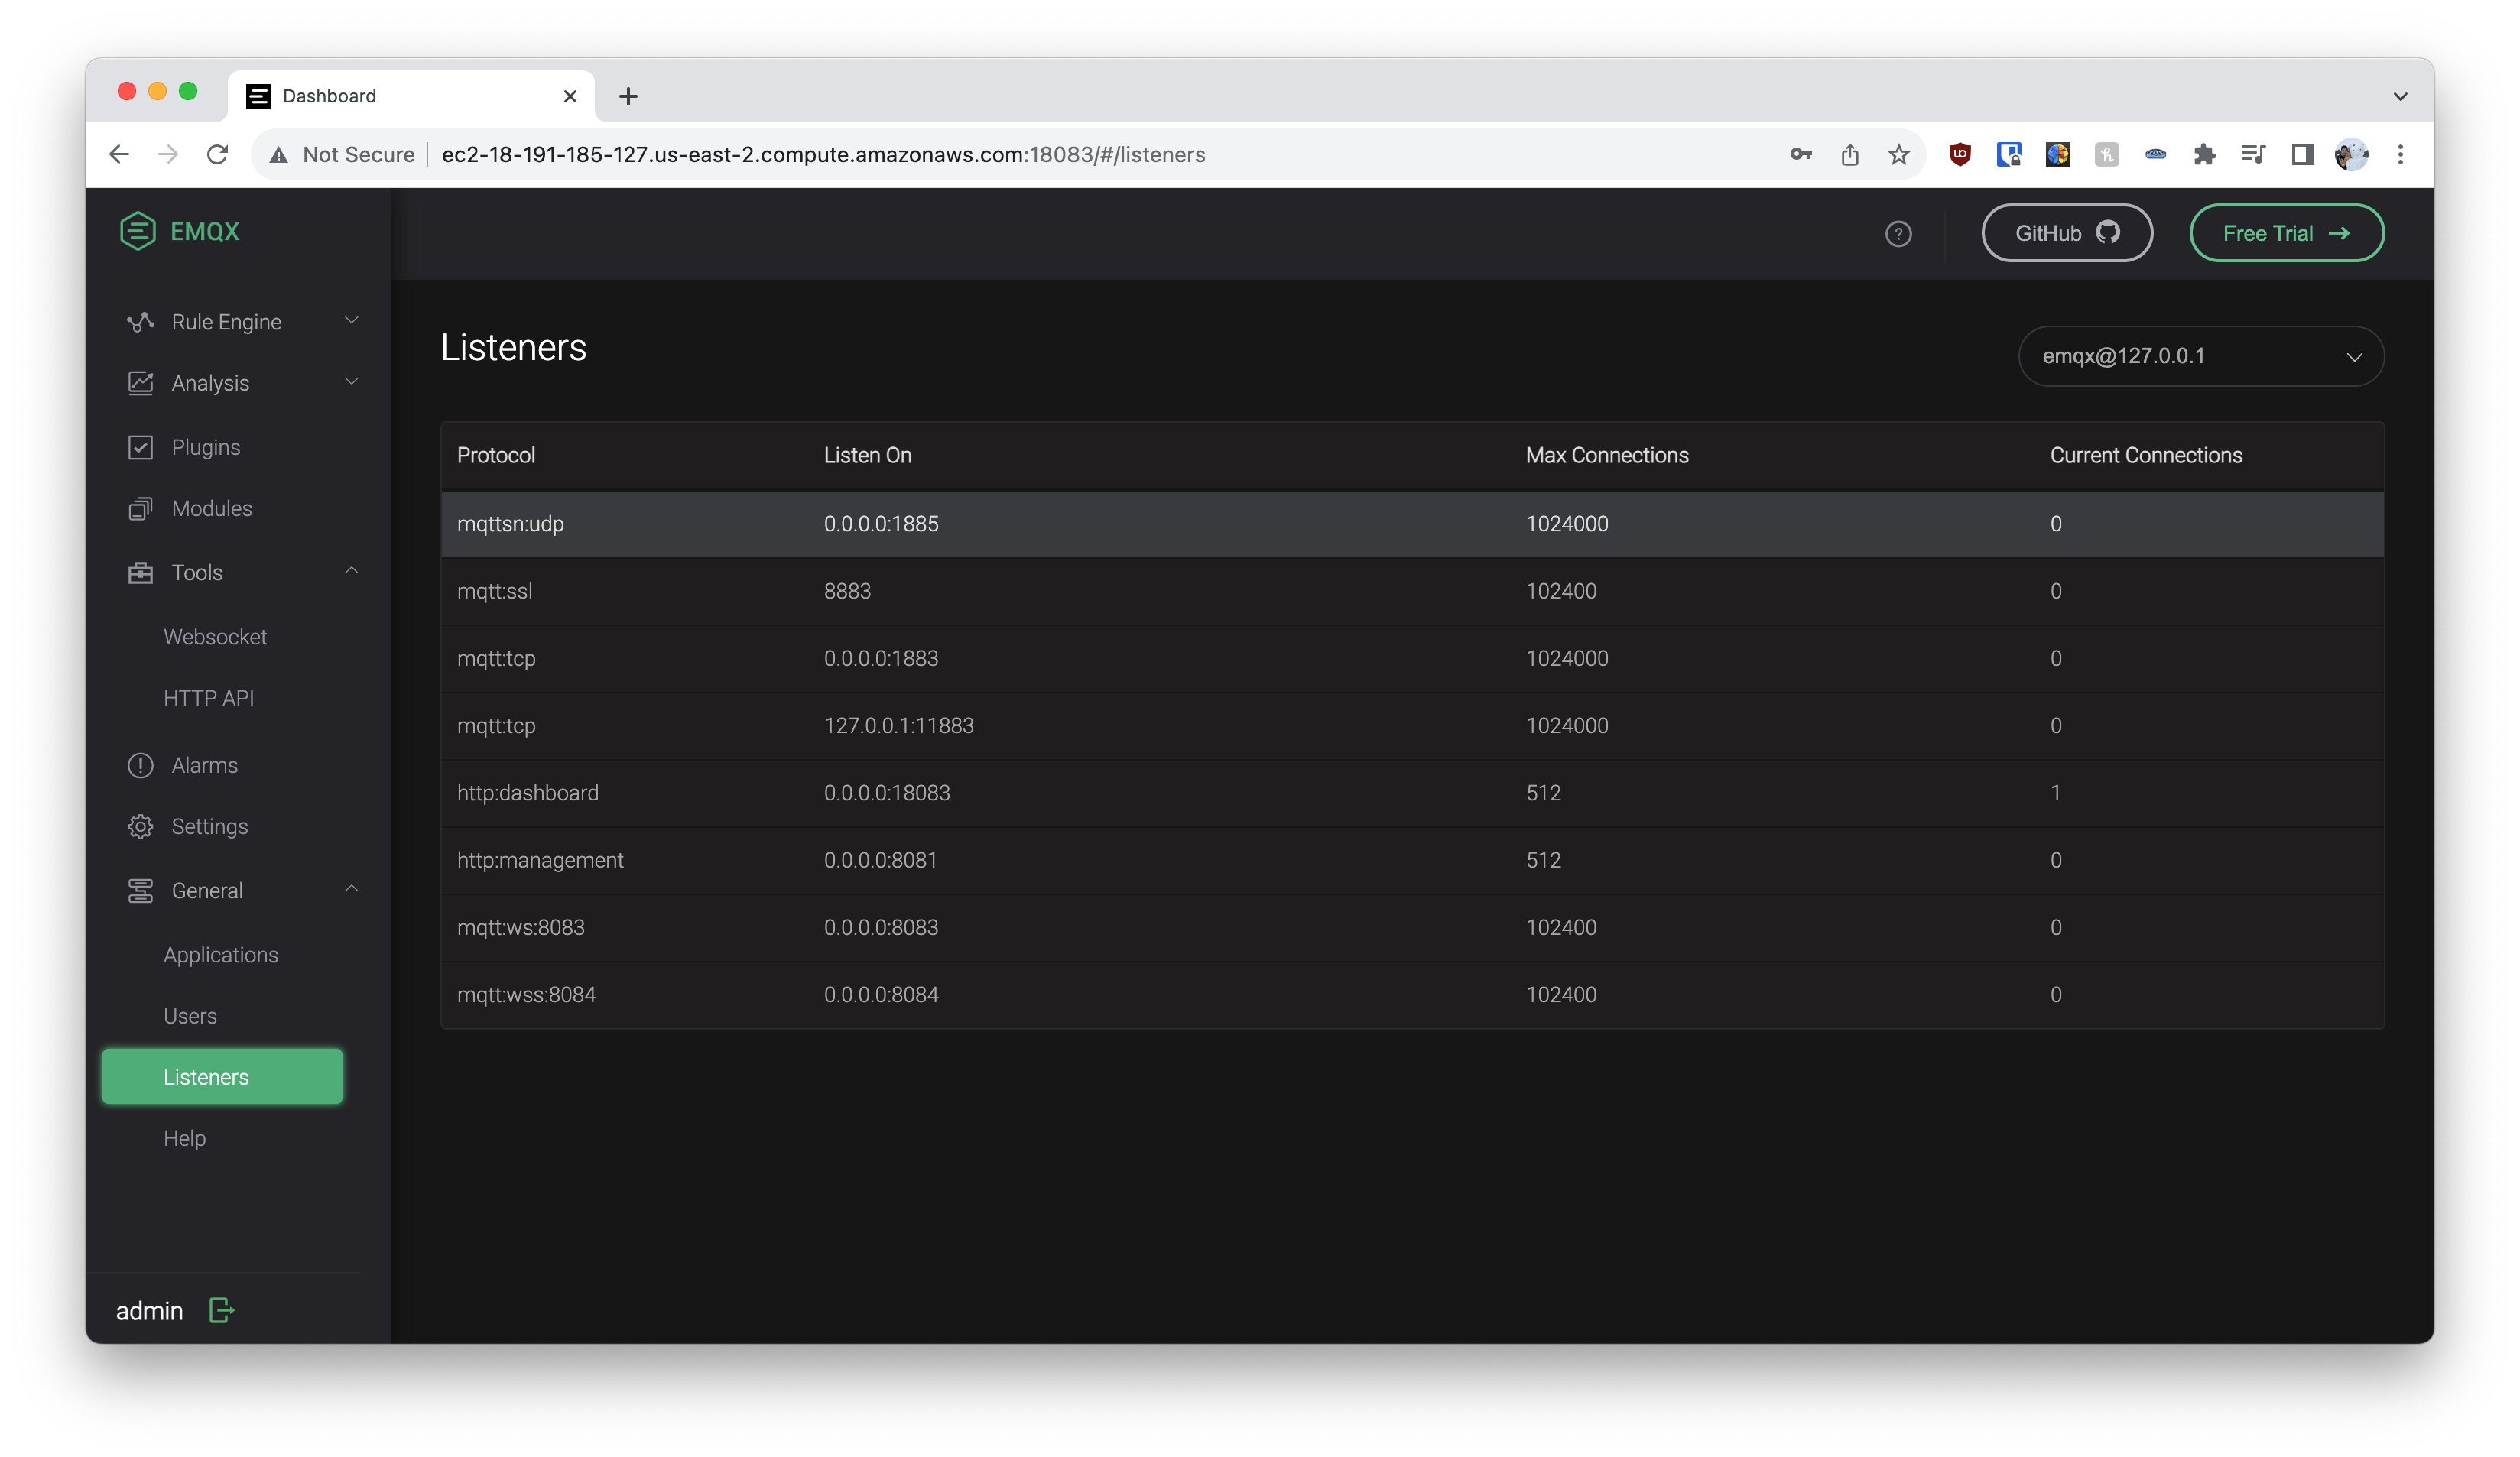 Dashboard
Not Secure | ec2-18-191-185-127.us-east-2.compute.amazonaws.com:18083/#/listeners
EMQX
GitHub
Free Trial →
Rule Engine
Analysis
Plugins
Modules
Tools
Websocket
HTTP API
Alarms
Settings
General
Applications
Users
Listeners
Help
admin
Listeners
emqx@127.0.0.1
Protocol Listen On Max Connections Current Connections
mqttsn:udp 0.0.0.0:1885 1024000 0
mqtt:ssl 8883 102400 0
mqtt:tcp 0.0.0.0:1883 1024000 0
mqtt:tcp 127.0.0.1:11883 1024000 0
http:dashboard 0.0.0.0:18083 512 1
http:management 0.0.0.0:8081 512 0
mqtt:ws:8083 0.0.0.0:8083 102400 0
mqtt:wss:8084 0.0.0.0:8084 102400 0